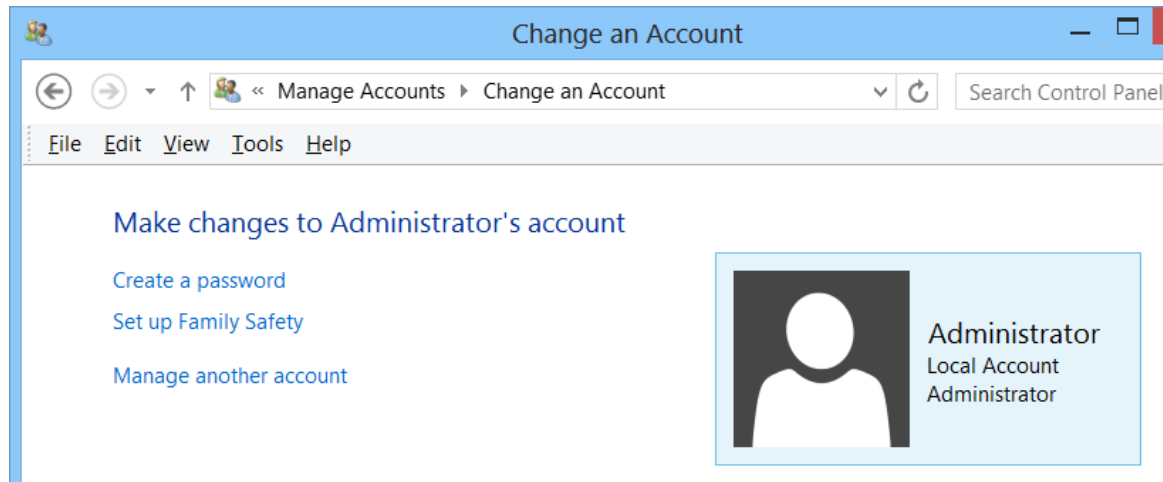 Change an Account
« Manage Accounts Change an Account
Search Control Panel
File Edit View Tools Help
Make changes to Administrator's account
Create a password
Set up Family Safety
Manage another account
Administrator
Local Account
Administrator